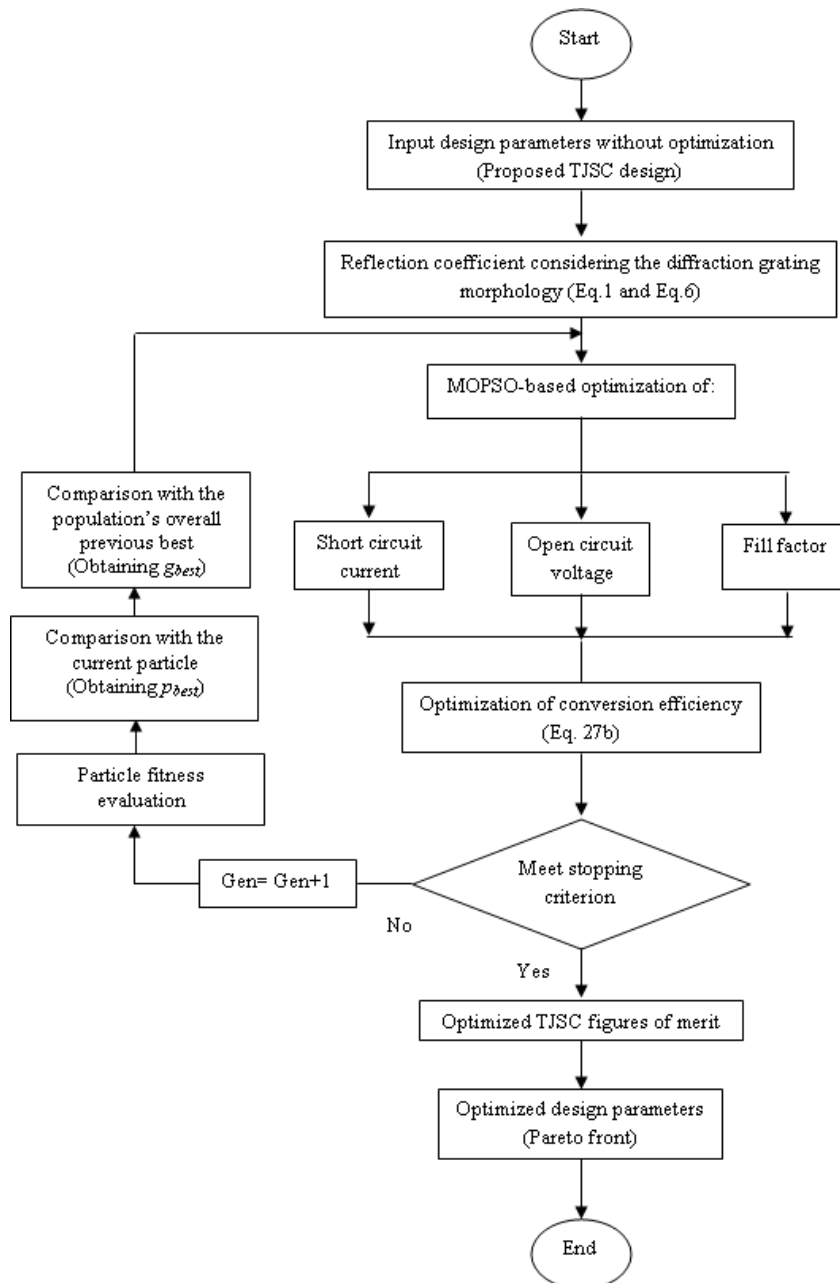 Start
Input design parameters without optimization
(Proposed TJSC design)
Reflection coefficient considering the diffraction grating
morphology (Eq.1 and Eq.6)
MOPSO-based optimization of:
Short circuit
current
Open circuit
voltage
Fill factor
Optimization of conversion efficiency
(Eq. 27b)
Meet stopping
criterion
No
Gen= Gen+1
Particle fitness
evaluation
Comparison with the
current particle
(Obtaining pbest)
Comparison with the
population's overall
previous best
(Obtaining gbest)
Yes
Optimized TJSC figures of merit
Optimized design parameters
(Pareto front)
End